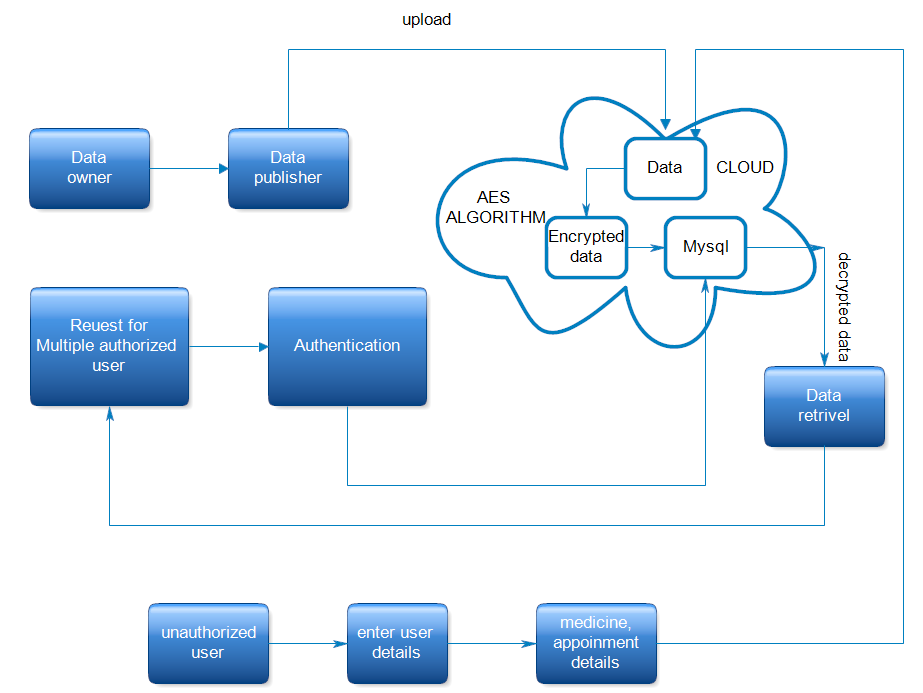 upload
Data
owner
Data
publisher
Data
CLOUD
AES
ALGORITHM
Encrypted
data
Mysql
decrypted data
Reuest for
Multiple authorized
user
Authentication
Data
retrivel
unauthorized
user
enter user
details
medicine,
appoinment
details